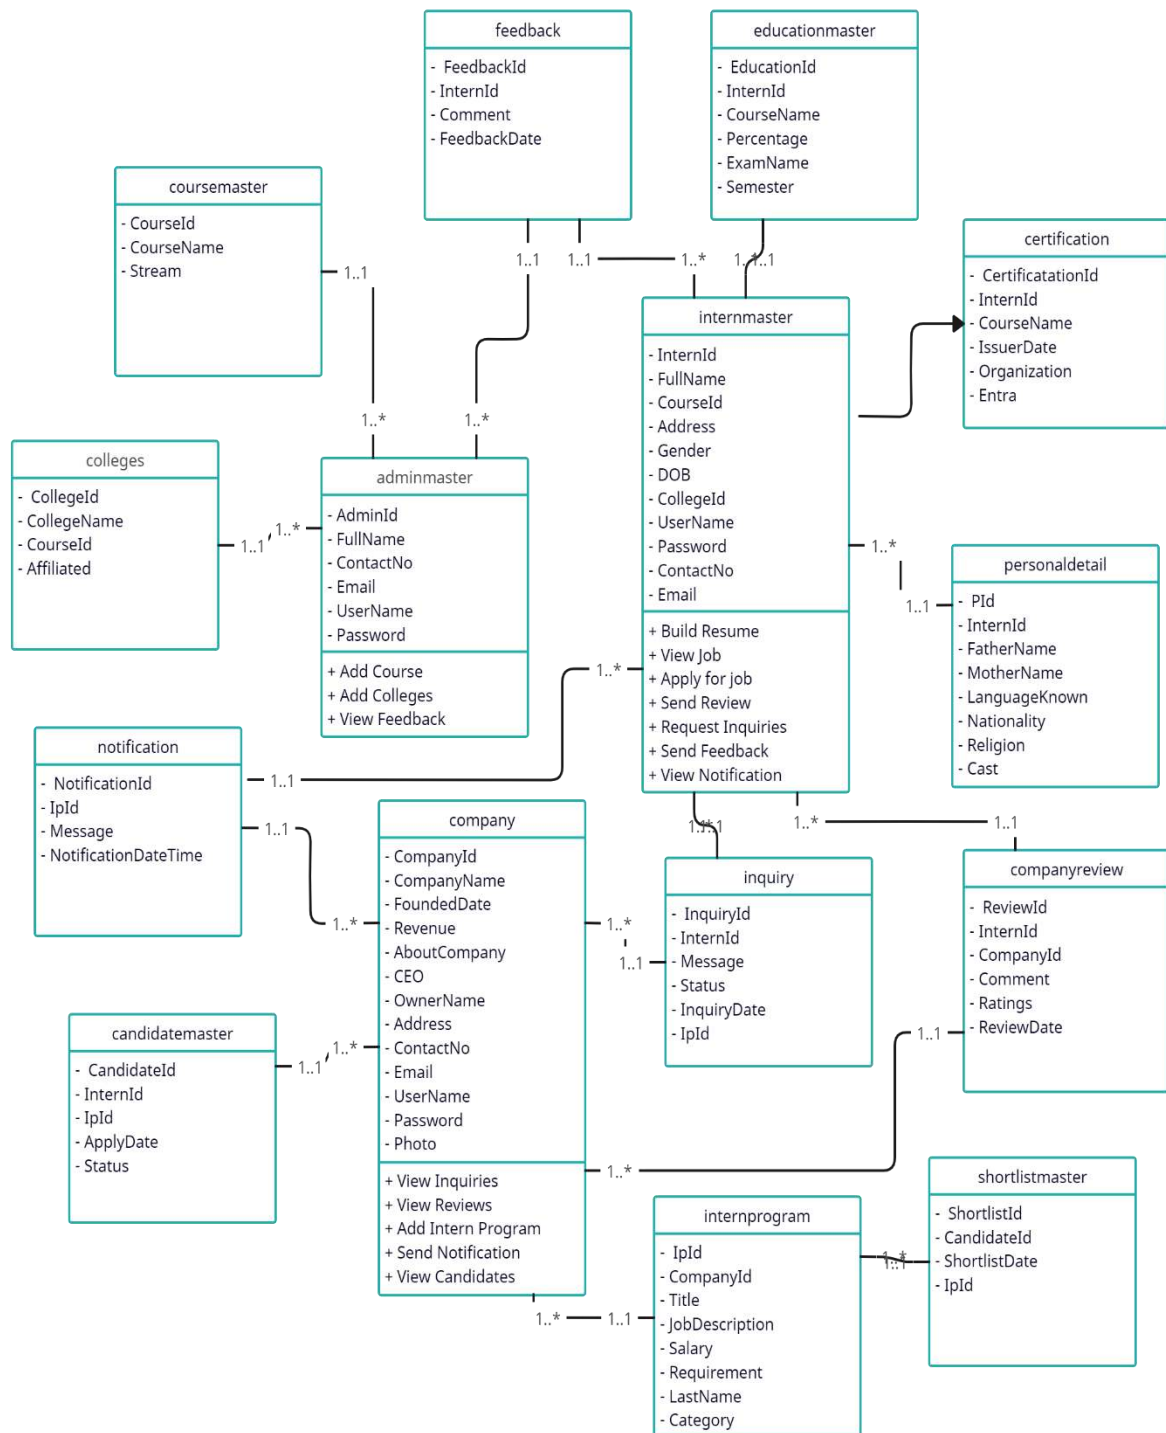 feedback
- FeedbackId
- InternId
- Comment
- FeedbackDate
educationmaster
- EducationId
- InternId
- CourseName
- Percentage
- ExamName
- Semester
coursemaster
- CourseId
- CourseName
- Stream
1..1
1..*
1..1
1..*
1..1
1..*
1..1
certification
- CertificatationId
- InternId
- CourseName
- IssuerDate
- Organization
- Entra
internmaster
- InternId
- FullName
- CourseId
- Address
- Gender
- DOB
- CollegeId
- UserName
- Password
- ContactNo
- Email
+ Build Resume
+ View Job
+ Apply for job
+ Send Review
+ Request Inquiries
+ Send Feedback
+ View Notification
colleges
- CollegeId
- CollegeName
- CourseId
- Affiliated
1..1
1..*
adminmaster
- AdminId
- FullName
- ContactNo
- Email
- UserName
- Password
+ Add Course
+ Add Colleges
+ View Feedback
1..*
1..1
personaldetail
- PId
- InternId
- FatherName
- MotherName
- LanguageKnown
- Nationality
- Religion
- Cast
1..*
1..1
notification
- NotificationId
- IpId
- Message
- NotificationDateTime
1..1
1..*
company
- CompanyId
- CompanyName
- FoundedDate
- Revenue
- AboutCompany
- CEO
- OwnerName
- Address
- ContactNo
- Email
- UserName
- Password
- Photo
+ View Inquiries
+ View Reviews
+ Add Intern Program
+ Send Notification
+ View Candidates
1..1
1..*
1..1
inquiry
- InquiryId
- InternId
- Message
- Status
- InquiryDate
- IpId
1..*
1..1
companyreview
- ReviewId
- InternId
- CompanyId
- Comment
- Ratings
- ReviewDate
1..1
1..*
candidatemaster
- CandidateId
- InternId
- IpId
- ApplyDate
- Status
1..1
1..*
internprogram
- IpId
- CompanyId
- Title
- JobDescription
- Salary
- Requirement
- LastName
- Category
1..*
1..1
shortlistmaster
- ShortlistId
- CandidateId
- ShortlistDate
- IpId